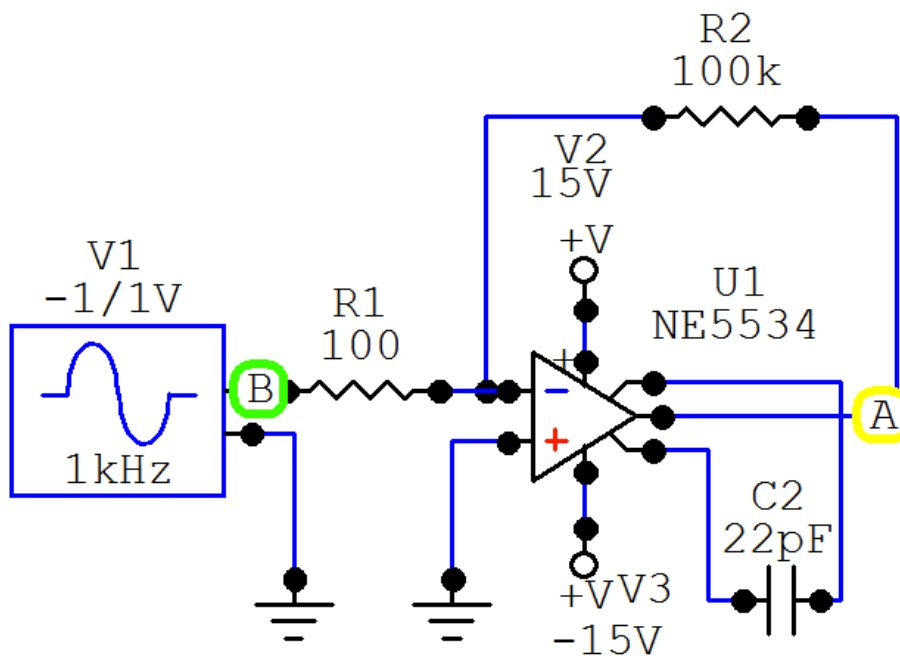 R2
100k
V2
15V
+V
V1
-1/1V
R1
100
U1
NE5534
B
A
+
-
+
1kHz
C2
22pF
+V
V3
-15V